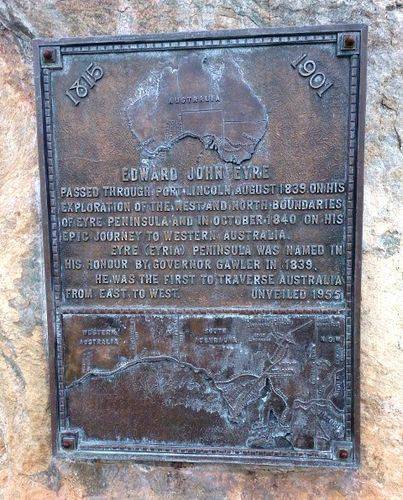 1815
1901
AUSTRALIA
EDWARD JOHN EYRE
PASSED THROUGH PORT LINCOLN, AUGUST 1839 ON HIS
EXPLORATION OF THE WEST AND NORTH BOUNDARIES
OF EYRE PENINSULA AND IN OCTOBER 1840 ON HIS
EPIC JOURNEY TO WESTERN AUSTRALIA.
EYRE (EYRIA) PENINSULA WAS NAMED IN
HIS HONOUR BY GOVERNOR GAWLER IN 1839.
HE WAS THE FIRST TO TRAVERSE AUSTRALIA
FROM EAST TO WEST. UNVEILED 1955
WESTERN SOUTH
AUSTRALIA AUSTRALIA